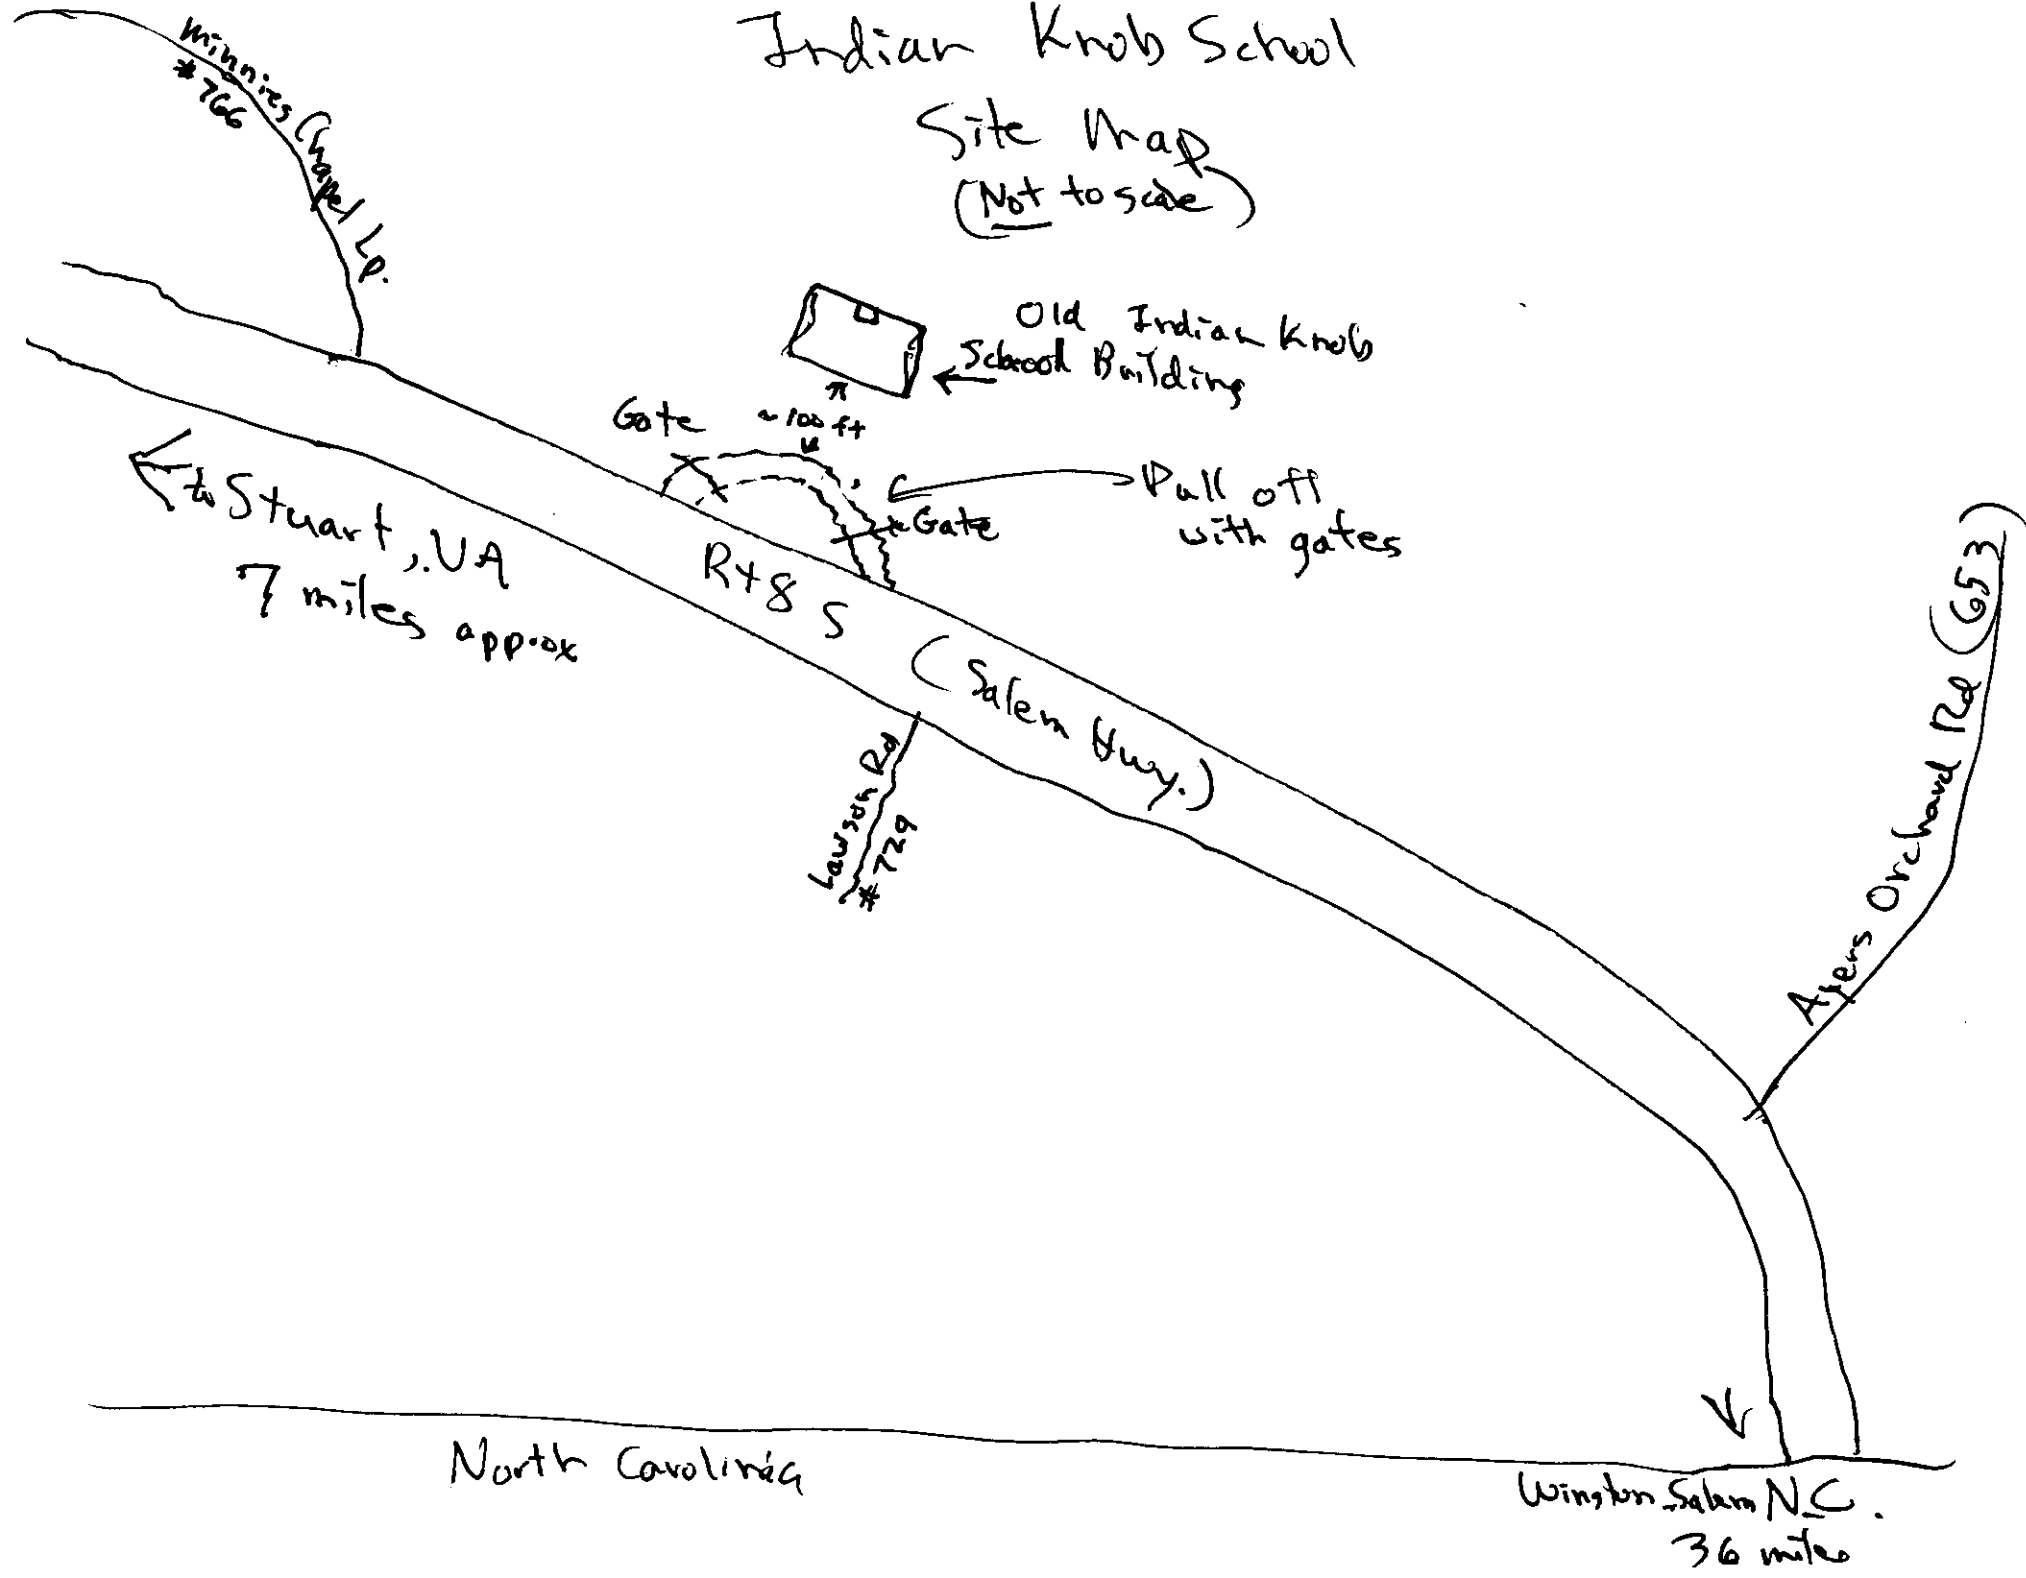 Indian Knob School
Site Map
(Not to scale)
Minnies Chapel Lp.
#766
Old Indian Knob
School Building
Gate
~100 ft
Pull off
with gates
Gate
to Stuart, VA
7 miles approx
Rt 8 S (Salem Hwy.)
Lawson Rd
#729
Ayers Orchard Rd (653)
North Carolina
Winston-Salem N.C.
36 miles